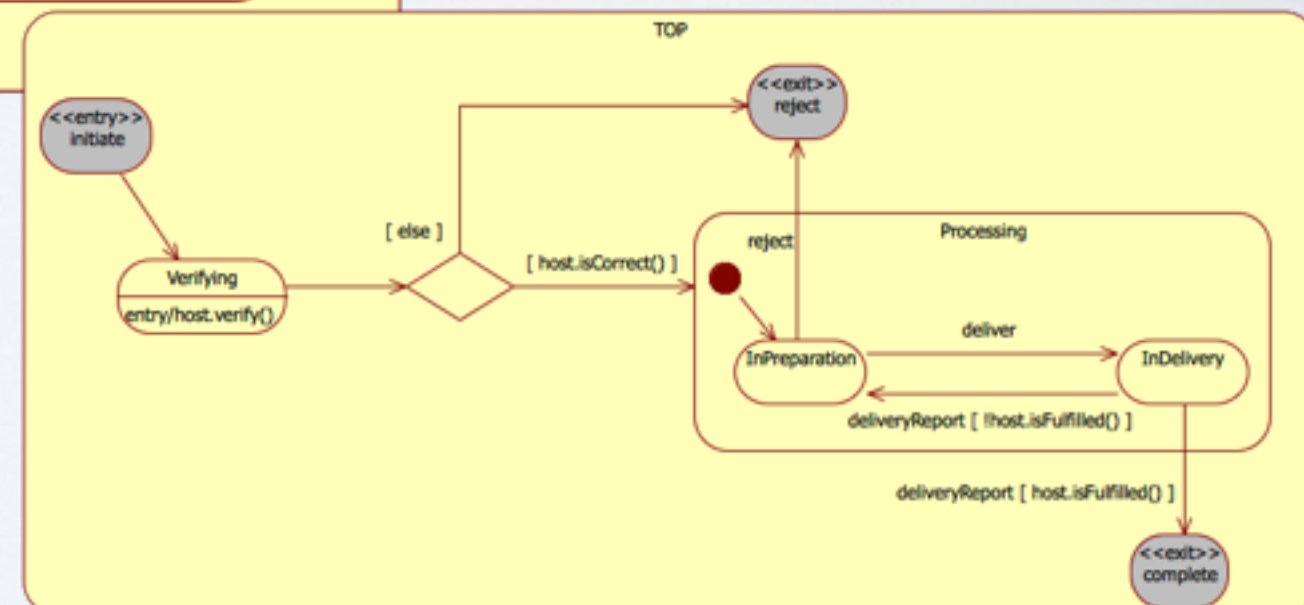 TOP
<<exit>>
reject
<<entry>>
initiate
[ else ]
Processing
reject
[ host.isCorrect() ]
Verifying
entry/host.verify()
deliver
InPreparation
InDelivery
deliveryReport [ !host.isFulfilled() ]
deliveryReport [ host.isFulfilled() ]
<<exit>>
complete